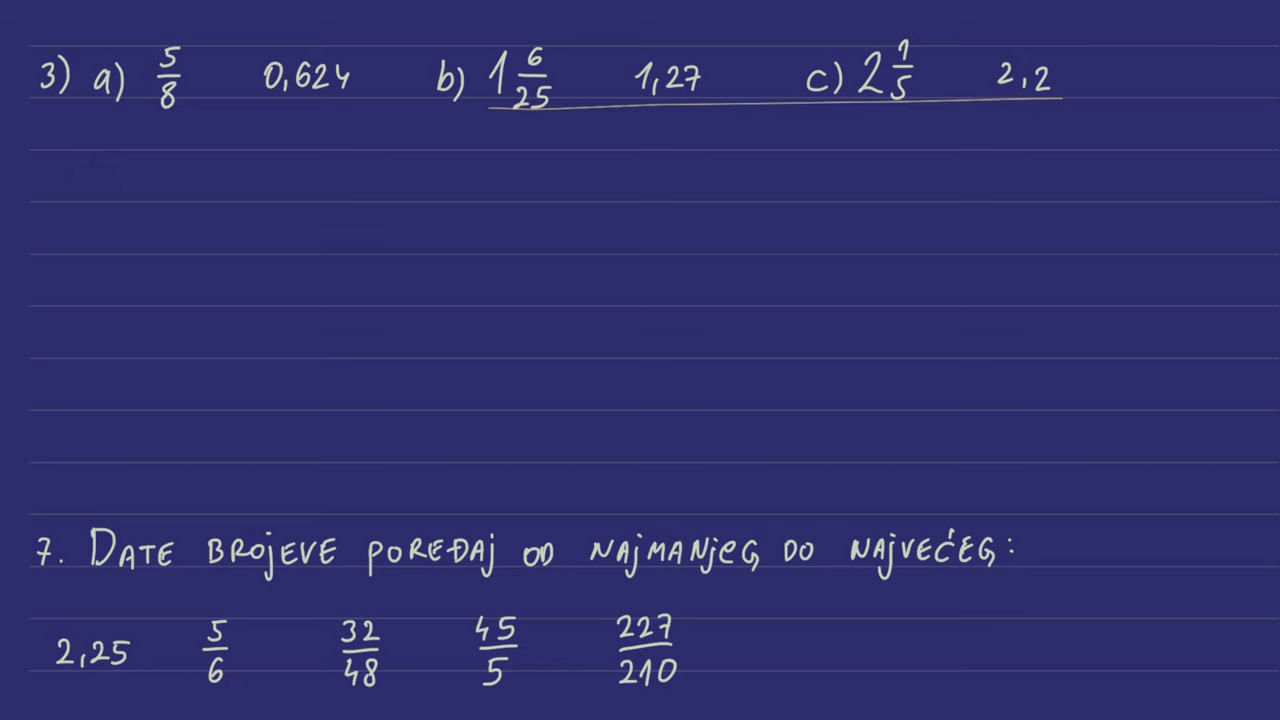 3) a) 5/8 0,624 b) 1 6/25 1,27 c) 2 1/5 2,2
7. DATE BROJEVE POREĐAJ OD NAJMANJEG DO NAJVEĆEG:
2,25 5/6 32/48 45/5 227/210